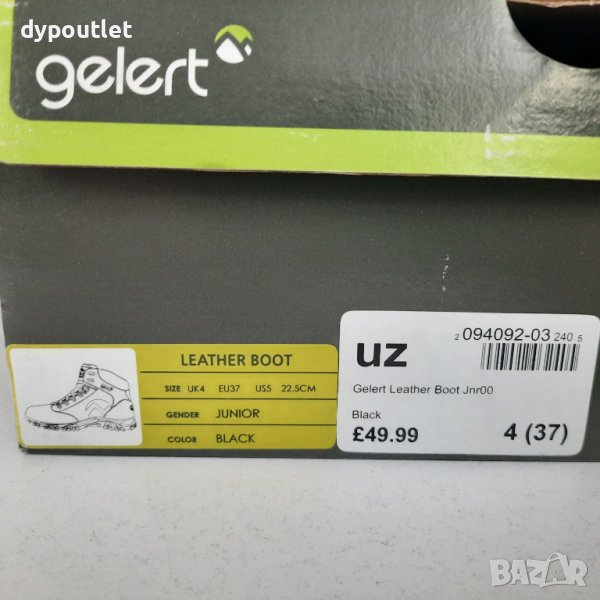 dypoutlet
gelert
LEATHER BOOT
SIZE UK4 EU37 US5 22.5CM
GENDER JUNIOR
COLOR BLACK
uz
2 094092-03 240 5
Gelert Leather Boot Jnr00
Black
£49.99 4 (37)
BAZAR